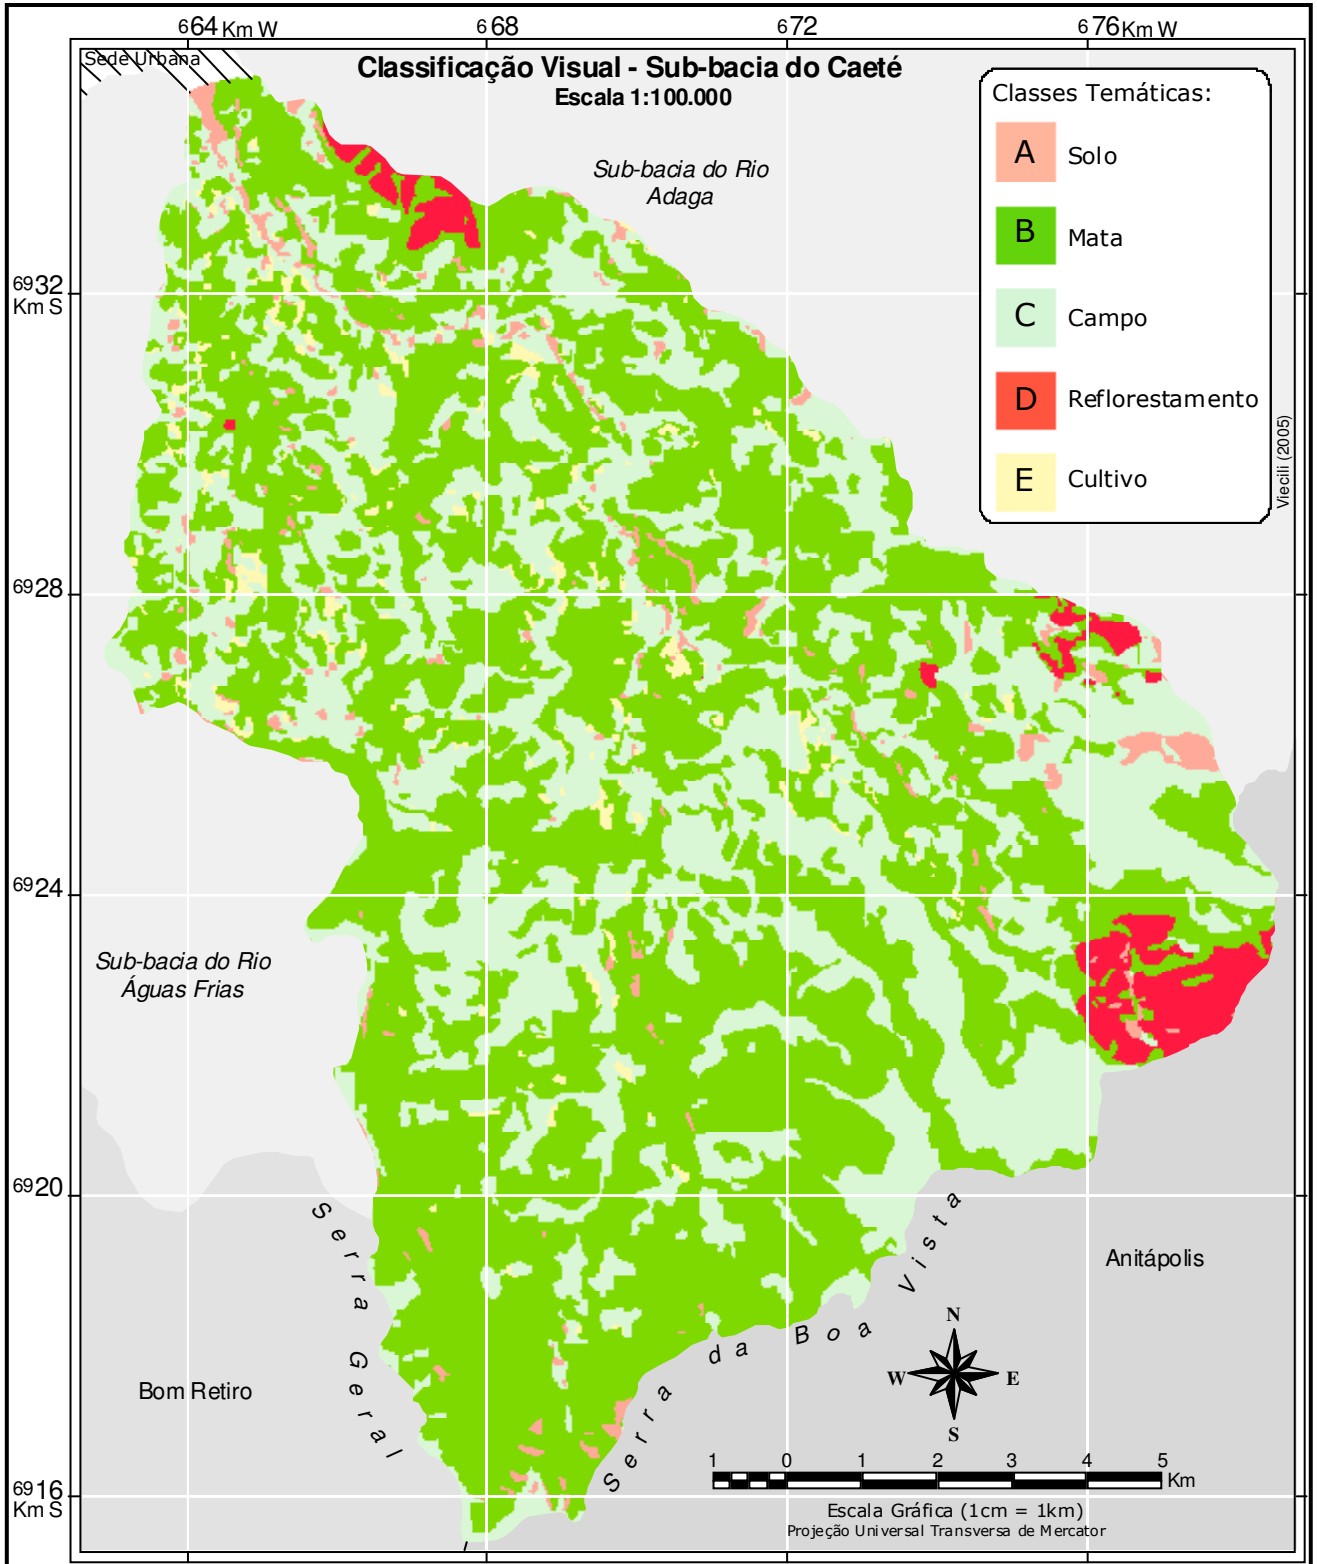 664 Km W
668
672
676 Km W
Sede Urbana
Classificação Visual - Sub-bacia do Caeté
Escala 1:100.000
Classes Temáticas:
A Solo
B Mata
C Campo
D Reflorestamento
E Cultivo
Viecili (2005)
Sub-bacia do Rio
Adaga
6932
Km S
6928
6924
Sub-bacia do Rio
Águas Frias
6920
Serra Geral
Serra da Boa Vista
Anitápolis
Bom Retiro
N
W E
S
1 0 1 2 3 4 5
Km
6916
Km S
Escala Gráfica (1cm = 1km)
Projeção Universal Transversa de Mercator